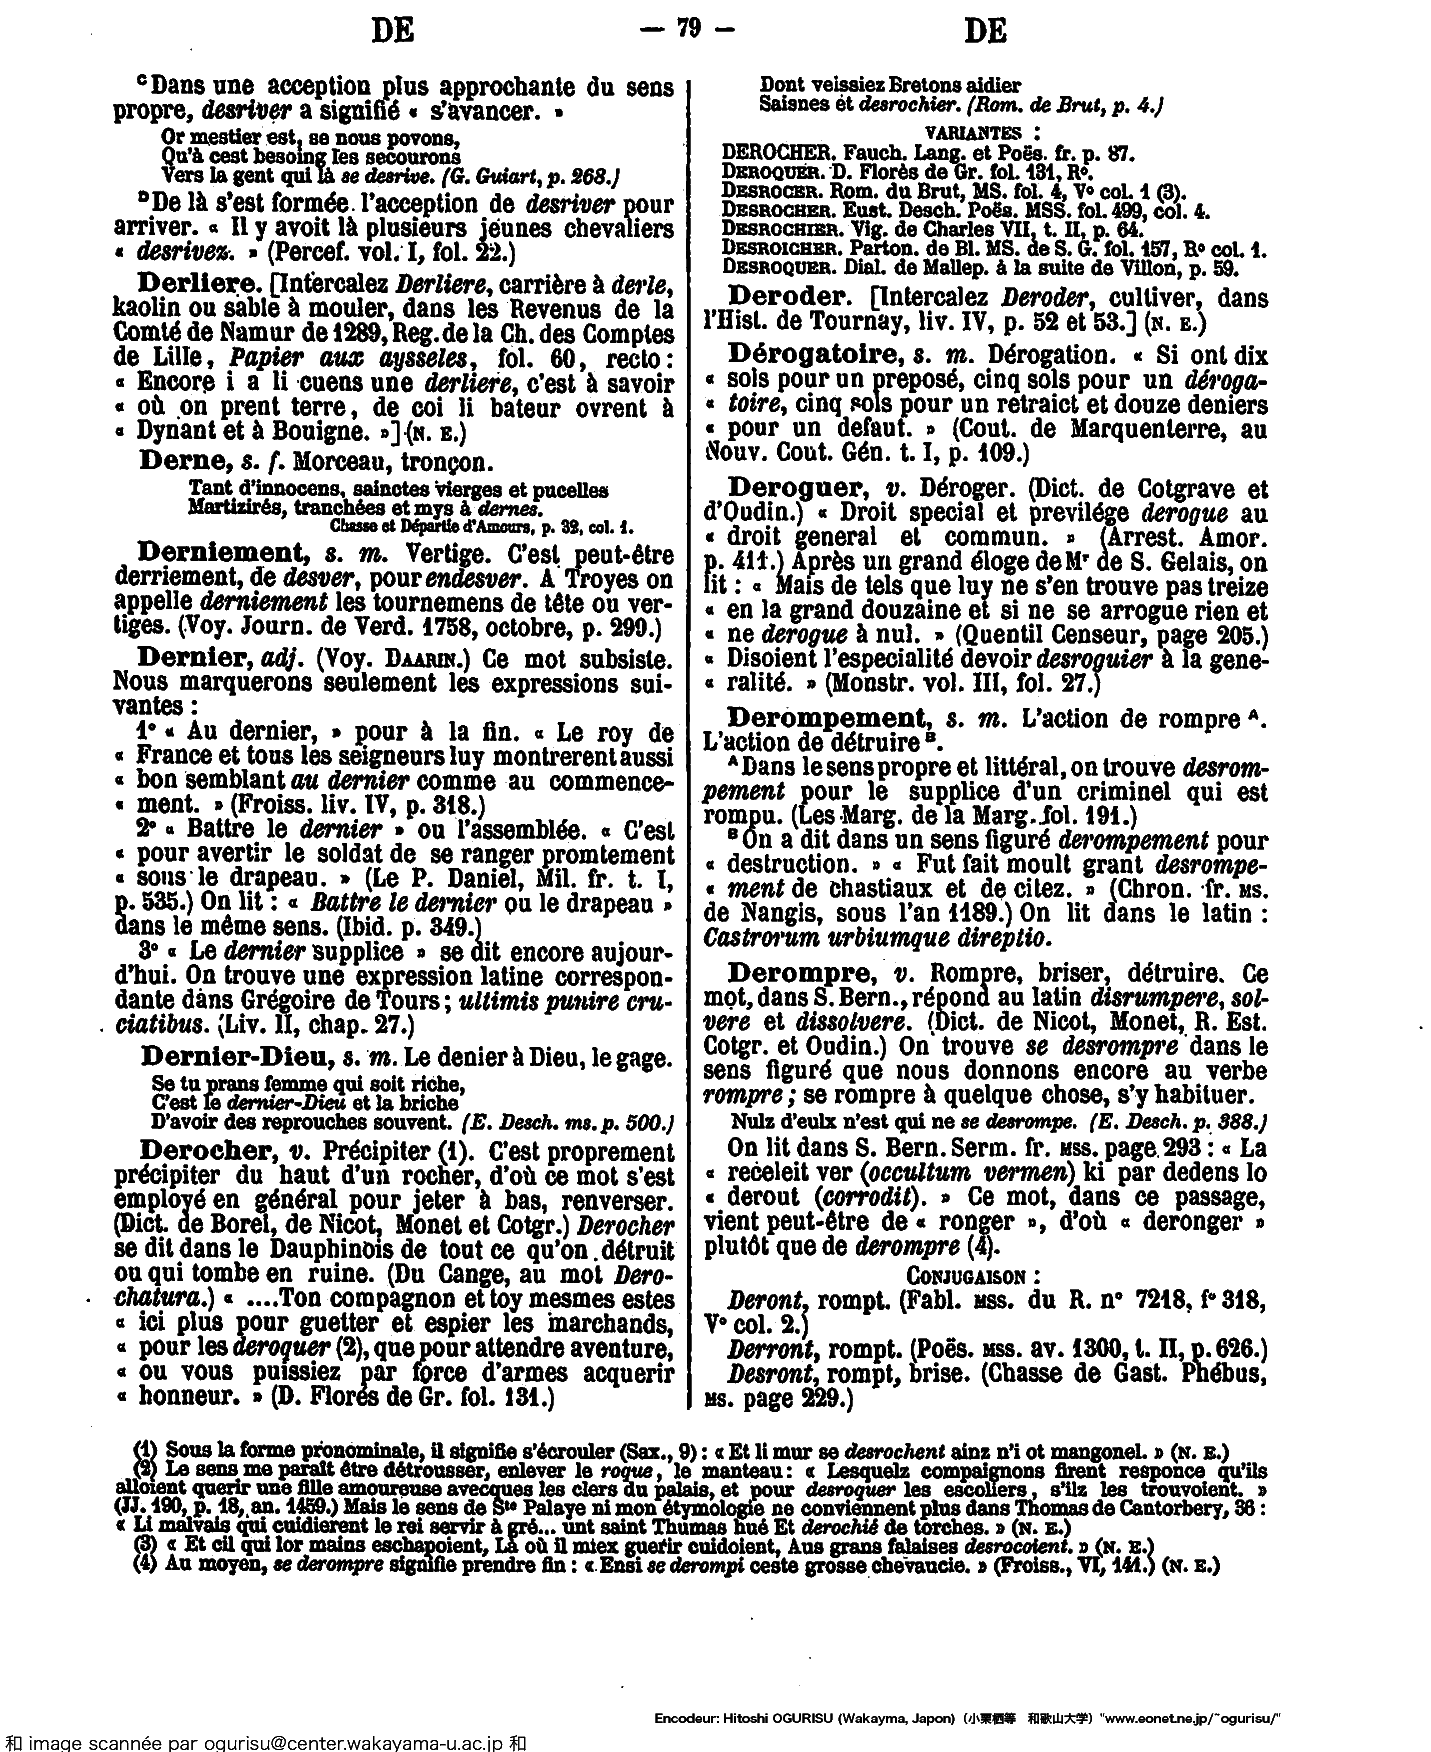 DE
— 79 —
DE
ᶜDans une acception plus approchante du sens
propre, desriver a signifié « s'avancer. »
Or mestier est, se nous povons,
Qu'à cest besoing les secourons
Vers la gent qui là se desrive. (G. Guiart, p. 268.)
ᴰDe là s'est formée l'acception de desriver pour
arriver. « Il y avoit là plusieurs jeunes chevaliers
« desrivez. » (Percef. vol. I, fol. 22.)
Derliere. [Intercalez Derliere, carrière à derle,
kaolin ou sable à mouler, dans les Revenus de la
Comté de Namur de 1289, Reg. de la Ch. des Comptes
de Lille, Papier aux aysseles, fol. 60, recto :
« Encore i a li cuens une derliere, c'est à savoir
« où on prent terre, de coi li bateur ovrent à
« Dynant et à Bouigne. »] (N. E.)
Derne, s. f. Morceau, tronçon.
Tant d'innocens, sainctes vierges et pucelles
Martizirés, tranchées et mys à dernes.
Chasse et Départie d'Amours, p. 32, col. 1.
Derniement, s. m. Vertige. C'est peut-être
derriement, de desver, pour endesver. A Troyes on
appelle derniement les tournemens de tête ou ver-
tiges. (Voy. Journ. de Verd. 1758, octobre, p. 299.)
Dernier, adj. (Voy. DAARIN.) Ce mot subsiste.
Nous marquerons seulement les expressions sui-
vantes :
1° « Au dernier, » pour à la fin. « Le roy de
« France et tous les seigneurs luy montrerent aussi
« bon semblant au dernier comme au commence-
« ment. » (Froiss. liv. IV, p. 318.)
2° « Battre le dernier » ou l'assemblée. « C'est
« pour avertir le soldat de se ranger promtement
« sous le drapeau. » (Le P. Daniel, Mil. fr. t. I,
p. 535.) On lit : « Battre le dernier ou le drapeau »
dans le même sens. (Ibid. p. 349.)
3° « Le dernier supplice » se dit encore aujour-
d'hui. On trouve une expression latine correspon-
dante dans Grégoire de Tours ; ultimis punire cru-
ciatibus. (Liv. II, chap. 27.)
Dernier-Dieu, s. m. Le denier à Dieu, le gage.
Se tu prans femme qui soit riche,
C'est le dernier-Dieu et la briche
D'avoir des reprouches souvent. (E. Desch. ms. p. 500.)
Derocher, v. Précipiter (1). C'est proprement
précipiter du haut d'un rocher, d'où ce mot s'est
employé en général pour jeter à bas, renverser.
(Dict. de Borel, de Nicot, Monet et Cotgr.) Derocher
se dit dans le Dauphinois de tout ce qu'on détruit
ou qui tombe en ruine. (Du Cange, au mot Dero-
chatura.) « ....Ton compagnon et toy mesmes estes
« ici plus pour guetter et espier les marchands,
« pour les deroquer (2), que pour attendre aventure,
« ou vous puissiez par force d'armes acquerir
« honneur. » (D. Florés de Gr. fol. 131.)
Dont veissiez Bretons aidier
Saisnes et desrochier. (Rom. de Brut, p. 4.)
VARIANTES :
DEROCHER. Fauch. Lang. et Poës. fr. p. 87.
DEROQUER. D. Florès de Gr. fol. 131, R°.
DESROCER. Rom. du Brut, MS. fol. 4, V° col. 1 (3).
DESROCHER. Eust. Desch. Poës. MSS. fol. 499, col. 4.
DESROCHIER. Vig. de Charles VII, t. II, p. 64.
DESROICHER. Parton. de Bl. MS. de S. G. fol. 157, R° col. 1.
DESROQUER. Dial. de Mallep. à la suite de Villon, p. 59.
Deroder. [Intercalez Deroder, cultiver, dans
l'Hist. de Tournay, liv. IV, p. 52 et 53.] (N. E.)
Dérogatoire, s. m. Dérogation. « Si ont dix
« sols pour un preposé, cinq sols pour un déroga-
« toire, cinq sols pour un retraict et douze deniers
« pour un defaut. » (Cout. de Marquenterre, au
Nouv. Cout. Gén. t. I, p. 109.)
Deroguer, v. Déroger. (Dict. de Cotgrave et
d'Oudin.) « Droit special et previlége derogue au
« droit general et commun. » (Arrest. Amor.
p. 411.) Après un grand éloge de Mʳ de S. Gelais, on
lit : « Mais de tels que luy ne s'en trouve pas treize
« en la grand douzaine et si ne se arrogue rien et
« ne derogue à nul. » (Quentil Censeur, page 205.)
« Disoient l'especialité devoir desroguier à la gene-
« ralité. » (Monstr. vol. III, fol. 27.)
Derompement, s. m. L'action de rompre ᴬ.
L'action de détruire ᴮ.
ᴬDans le sens propre et littéral, on trouve desrom-
pement pour le supplice d'un criminel qui est
rompu. (Les Marg. de la Marg. fol. 191.)
ᴮOn a dit dans un sens figuré derompement pour
« destruction. » « Fut fait moult grant desrompe-
« ment de chastiaux et de citez. » (Chron. fr. MS.
de Nangis, sous l'an 1189.) On lit dans le latin :
Castrorum urbiumque direptio.
Derompre, v. Rompre, briser, détruire. Ce
mot, dans S. Bern., répond au latin disrumpere, sol-
vere et dissolvere. (Dict. de Nicot, Monet, R. Est.
Cotgr. et Oudin.) On trouve se desrompre dans le
sens figuré que nous donnons encore au verbe
rompre ; se rompre à quelque chose, s'y habituer.
Nulz d'eulx n'est qui ne se desrompe. (E. Desch. p. 388.)
On lit dans S. Bern. Serm. fr. MSS. page 293 : « La
« receleit ver (occultum vermen) ki par dedens lo
« derout (corrodit). » Ce mot, dans ce passage,
vient peut-être de « ronger », d'où « deronger »
plutôt que de derompre (4).
CONJUGAISON :
Deront, rompt. (Fabl. MSS. du R. n° 7218, f° 318,
V° col. 2.)
Derront, rompt. (Poës. MSS. av. 1300, t. II, p. 626.)
Desront, rompt, brise. (Chasse de Gast. Phébus,
MS. page 229.)
(1) Sous la forme pronominale, il signifie s'écrouler (Sax., 9) : « Et li mur se desrochent ainz n'i ot mangonel. » (N. E.)
(2) Le sens me paraît être détrousser, enlever le roque, le manteau : « Lesquelz compaignons firent responce qu'ils
alloient querir une fille amoureuse avecques les clers du palais, et pour desroquer les escoliers, s'ilz les trouvoient. »
(JJ. 190, p. 18, an. 1459.) Mais le sens de Sᵗᵉ Palaye ni mon étymologie ne conviennent plus dans Thomas de Cantorbery, 36 :
« Li malvais qui cuidierent le rei servir à gré... unt saint Thumas hué Et derochié de torches. » (N. E.)
(3) « Et cil qui lor mains eschapoient, Là où il miex guerir cuidoient, Aus grans falaises desrocoient. » (N. E.)
(4) Au moyen, se derompre signifie prendre fin : « Ensi se derompi ceste grosse chevaucie. » (Froiss., VI, 141.) (N. E.)
Encodeur: Hitoshi OGURISU (Wakayma, Japon) (小栗栖等 和歌山大学) "www.eonet.ne.jp/~ogurisu/"
和 image scannée par ogurisu@center.wakayama-u.ac.jp 和